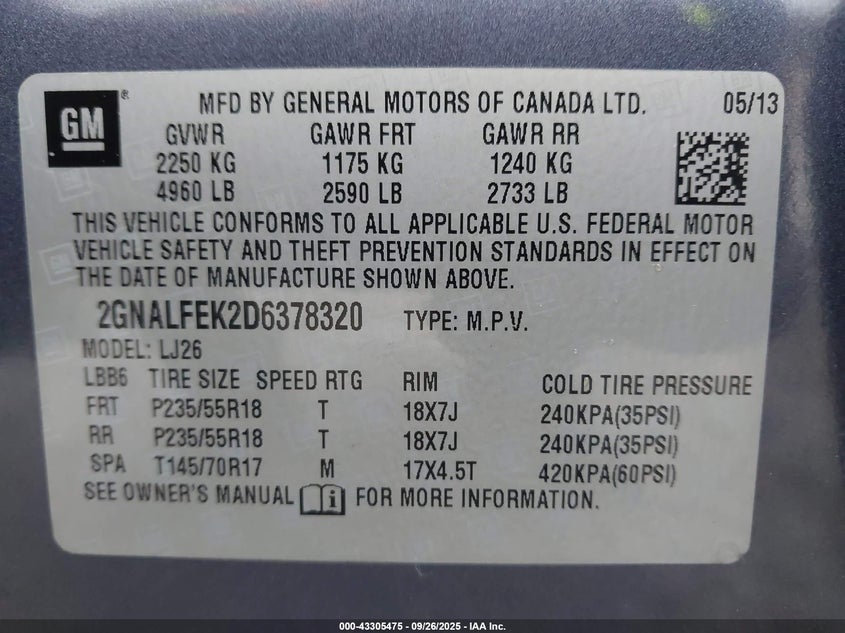 GM ® MFD BY GENERAL MOTORS OF CANADA LTD. 05/13
GVWR GAWR FRT GAWR RR
2250 KG 1175 KG 1240 KG
4960 LB 2590 LB 2733 LB
THIS VEHICLE CONFORMS TO ALL APPLICABLE U.S. FEDERAL MOTOR
VEHICLE SAFETY AND THEFT PREVENTION STANDARDS IN EFFECT ON
THE DATE OF MANUFACTURE SHOWN ABOVE.
2GNALFEK2D6378320 TYPE: M.P.V.
MODEL: LJ26
LBB6 TIRE SIZE SPEED RTG RIM COLD TIRE PRESSURE
FRT P235/55R18 T 18X7J 240KPA(35PSI)
RR P235/55R18 T 18X7J 240KPA(35PSI)
SPA T145/70R17 M 17X4.5T 420KPA(60PSI)
SEE OWNER'S MANUAL i FOR MORE INFORMATION.
000-43305475 - 09/26/2025 - IAA Inc.